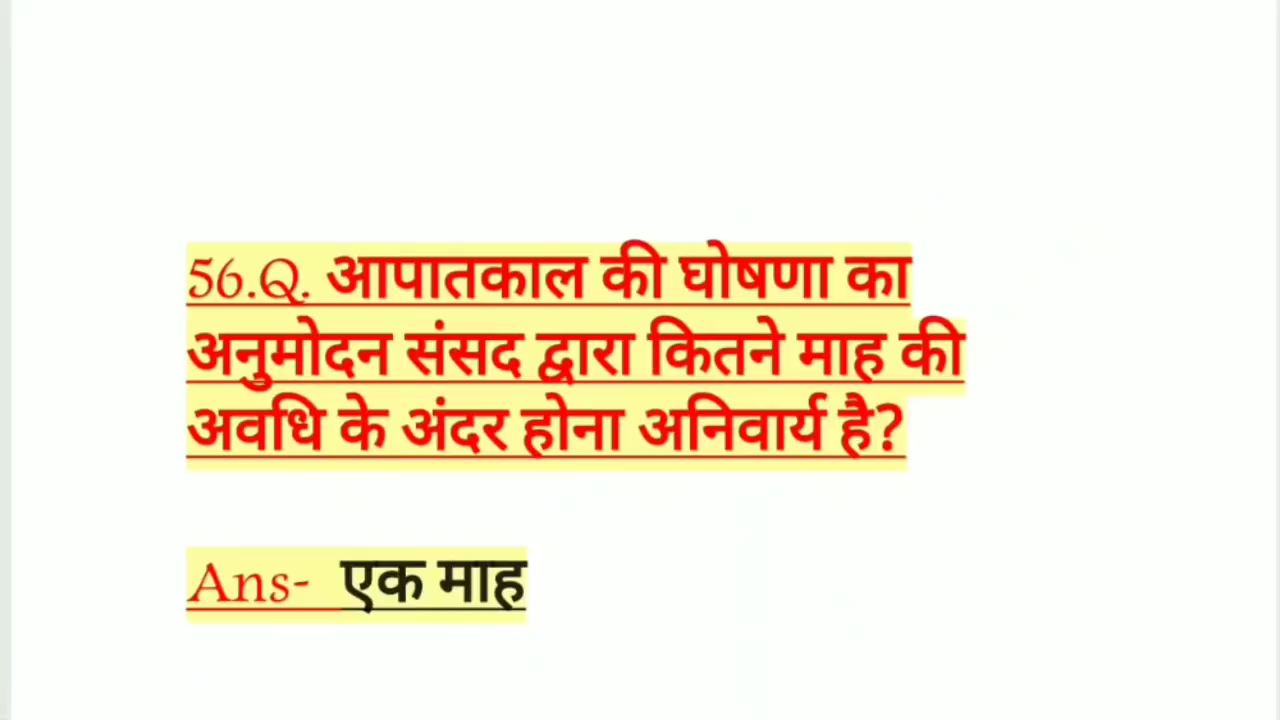 56.Q. आपातकाल की घोषणा का
अनुमोदन संसद द्वारा कितने माह की
अवधि के अंदर होना अनिवार्य है?
Ans- एक माह